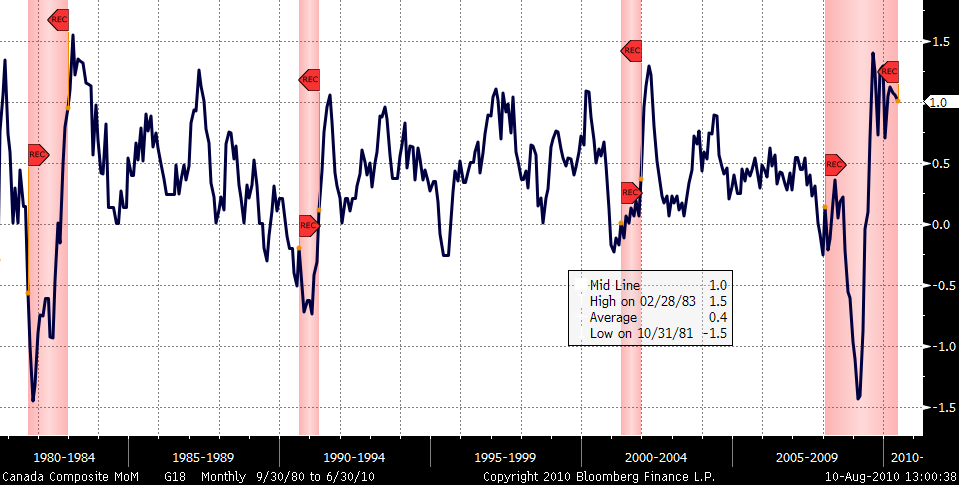 REC
REC
REC
REC
REC
REC
REC
REC
1.5
1.0
0.5
0.0
-0.5
-1.0
-1.5
Mid Line 1.0
High on 02/28/83 1.5
Average 0.4
Low on 10/31/81 -1.5
1980-1984 1985-1989 1990-1994 1995-1999 2000-2004 2005-2009 2010-
Canada Composite MoM G18 Monthly 9/30/80 to 6/30/10 Copyright 2010 Bloomberg Finance L.P. 10-Aug-2010 13:00:38